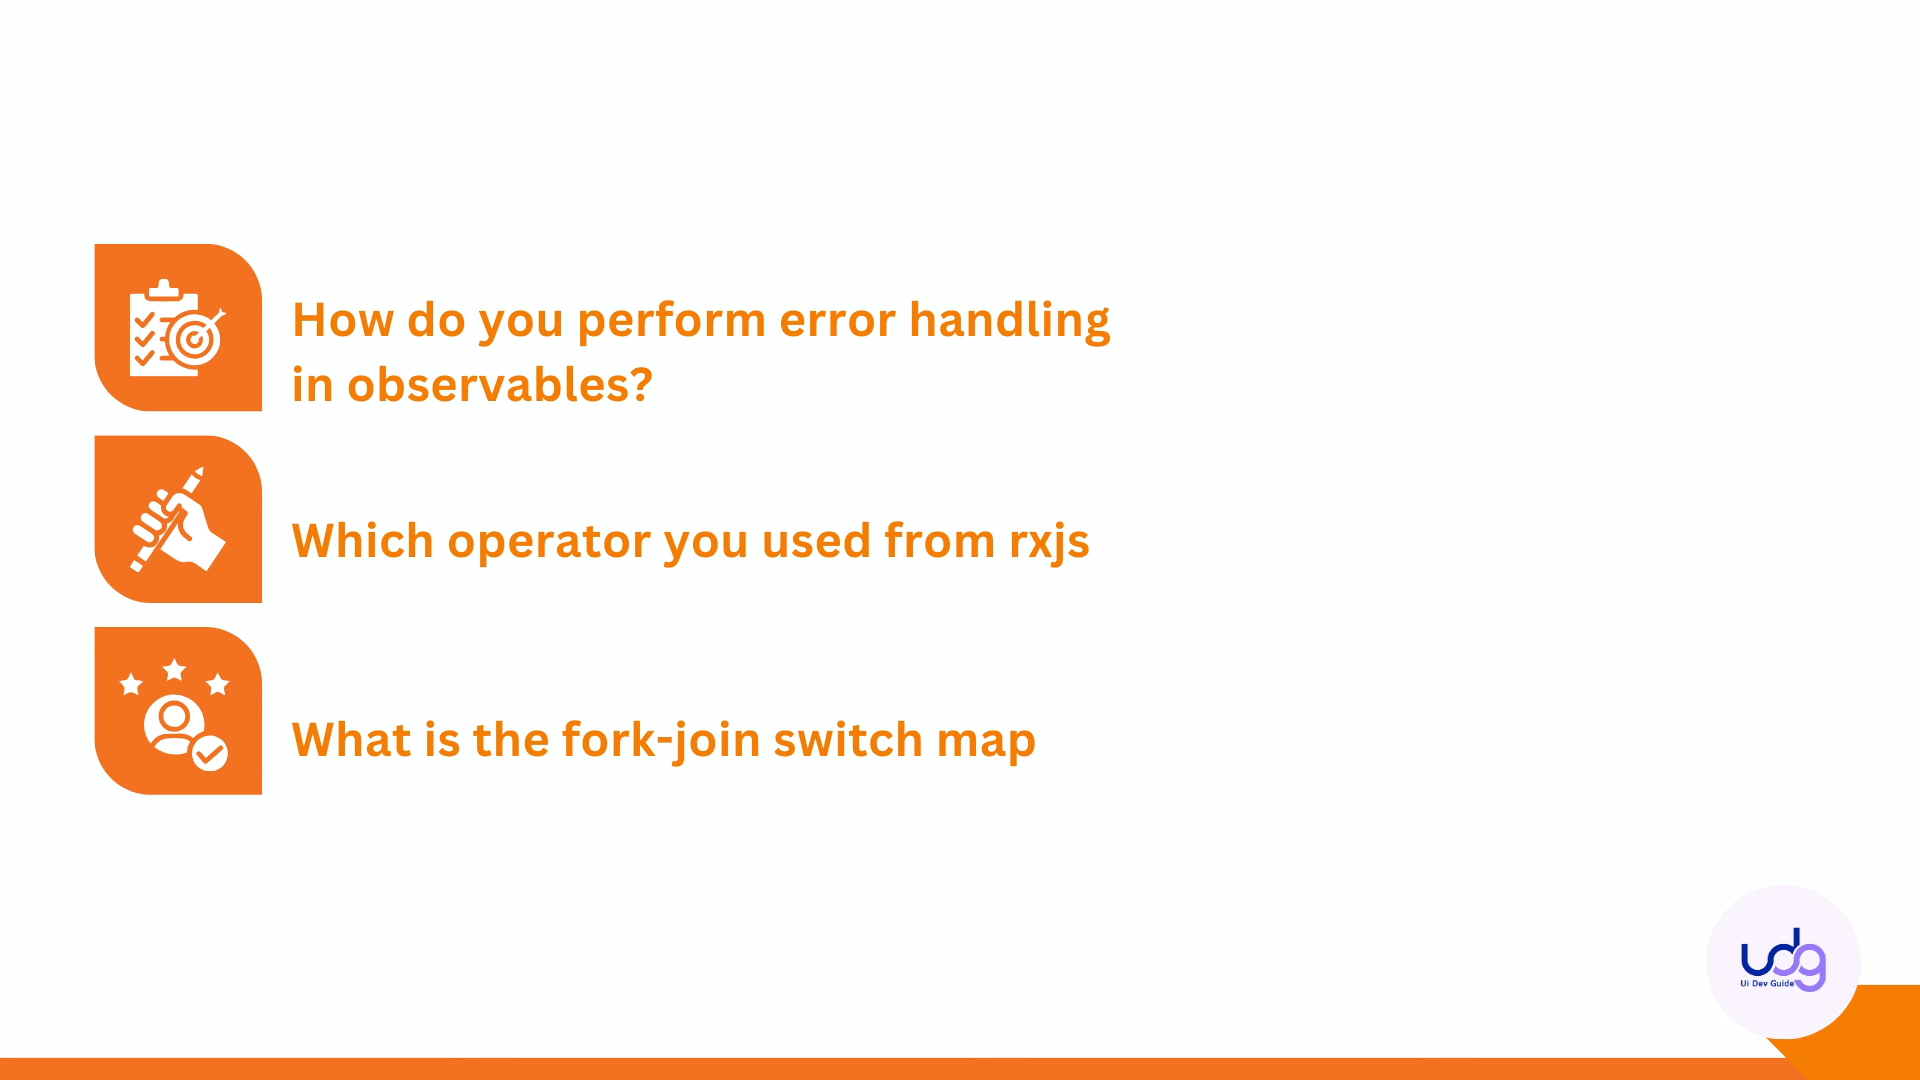 How do you perform error handling
in observables?
Which operator you used from rxjs
What is the fork-join switch map
udg
Ui Dev Guide